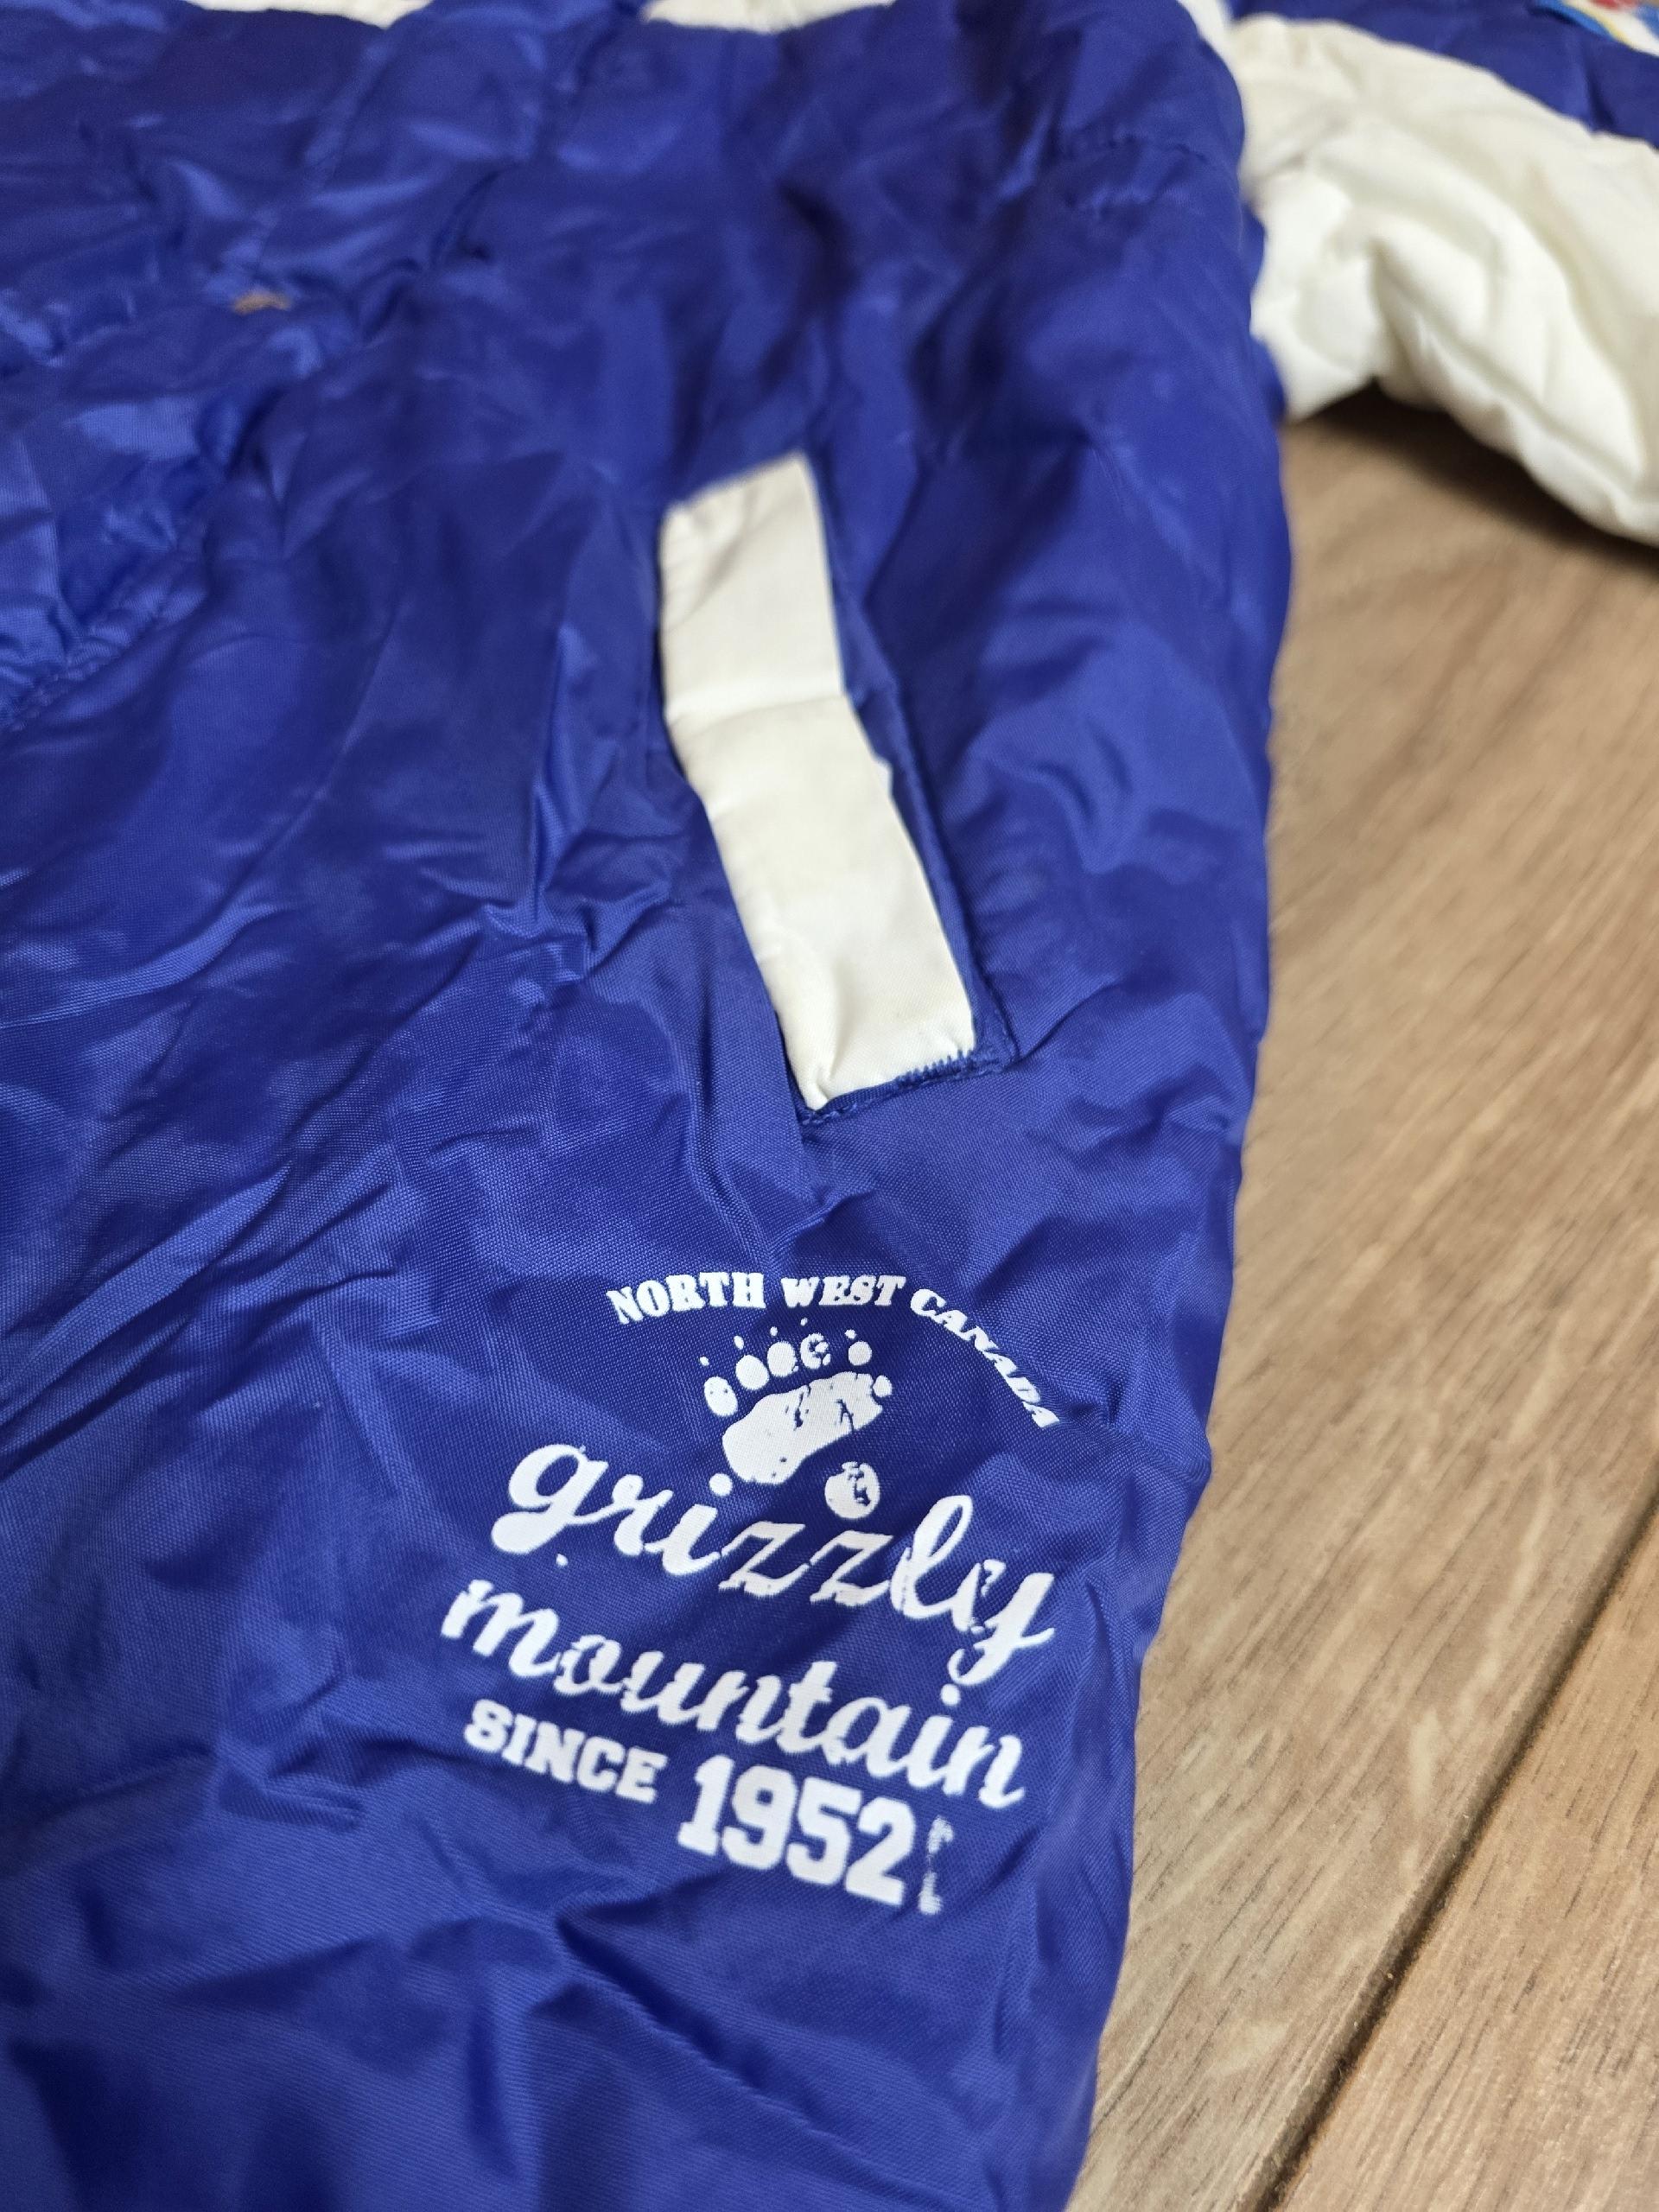 NORTH WEST CANADA
grizzly
mountain
SINCE 1952